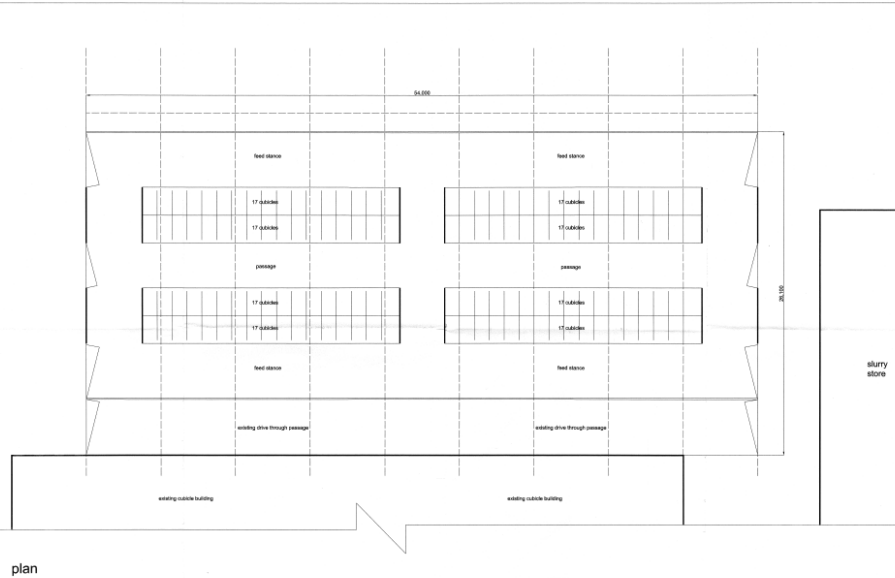 54,000
feed stance
feed stance
17 cubicles
17 cubicles
17 cubicles
17 cubicles
passage
passage
26,100
17 cubicles
17 cubicles
17 cubicles
17 cubicles
feed stance
feed stance
slurry
store
existing drive through passage
existing drive through passage
existing cubicle building
existing cubicle building
plan